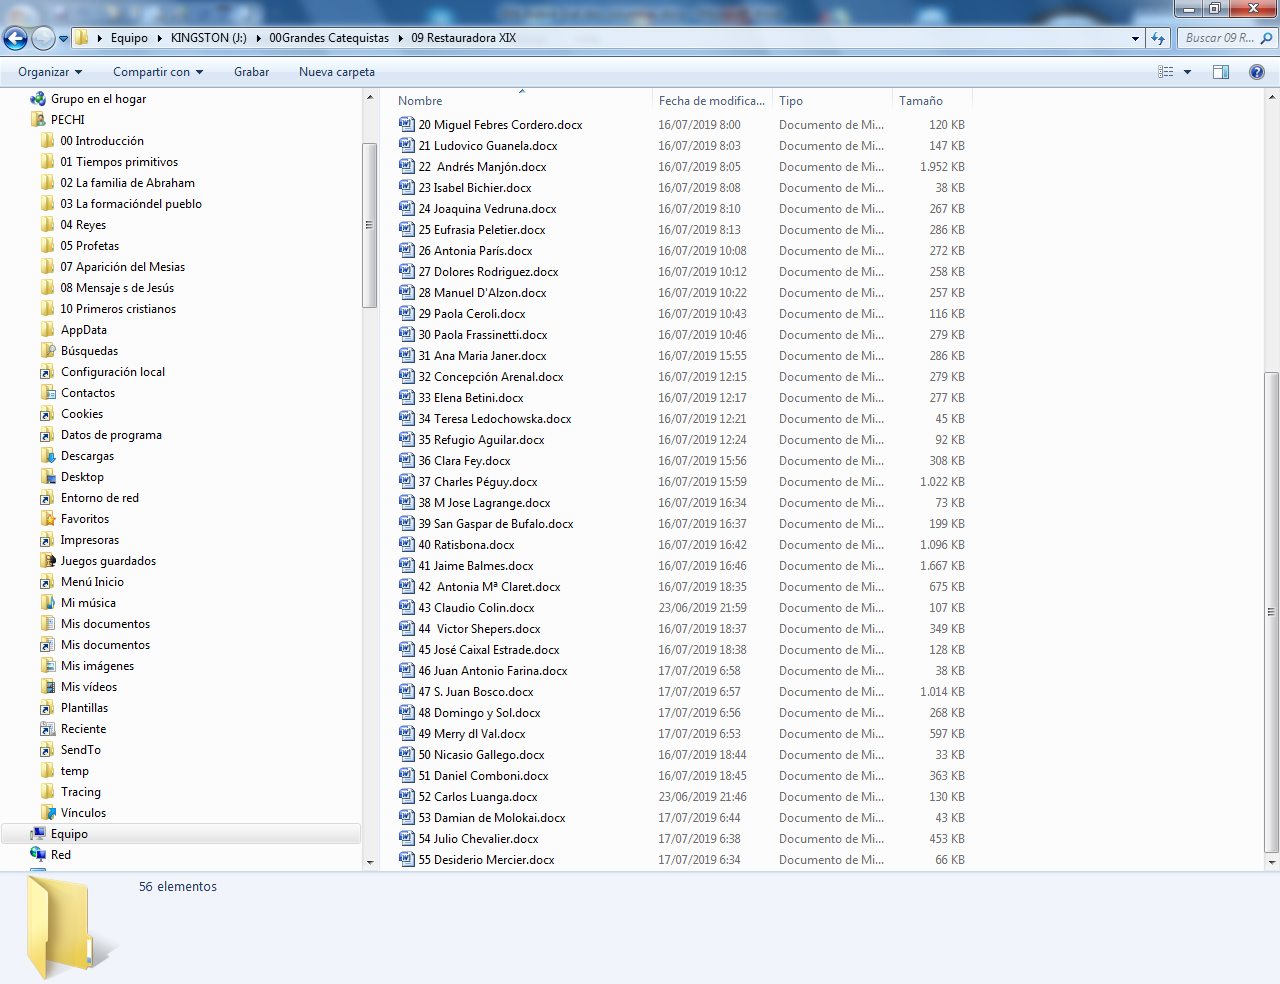 Equipo KINGSTON (J:) 00Grandes Catequistas 09 Restauradora XIX Buscar 09 R...
Organizar Compartir con Grabar Nueva carpeta
Grupo en el hogar
PECHI
00 Introducción
01 Tiempos primitivos
02 La familia de Abraham
03 La formacióndel pueblo
04 Reyes
05 Profetas
07 Aparición del Mesias
08 Mensaje s de Jesús
10 Primeros cristianos
AppData
Búsquedas
Configuración local
Contactos
Cookies
Datos de programa
Descargas
Desktop
Entorno de red
Favoritos
Impresoras
Juegos guardados
Menú Inicio
Mi música
Mis documentos
Mis documentos
Mis imágenes
Mis vídeos
Plantillas
Reciente
SendTo
temp
Tracing
Vínculos
Equipo
Red
Nombre Fecha de modifica... Tipo Tamaño
20 Miguel Febres Cordero.docx 16/07/2019 8:00 Documento de Mi... 120 KB
21 Ludovico Guanela.docx 16/07/2019 8:03 Documento de Mi... 147 KB
22 Andrés Manjón.docx 16/07/2019 8:05 Documento de Mi... 1.952 KB
23 Isabel Bichier.docx 16/07/2019 8:08 Documento de Mi... 38 KB
24 Joaquina Vedruna.docx 16/07/2019 8:10 Documento de Mi... 267 KB
25 Eufrasia Peletier.docx 16/07/2019 8:13 Documento de Mi... 286 KB
26 Antonia París.docx 16/07/2019 10:08 Documento de Mi... 272 KB
27 Dolores Rodriguez.docx 16/07/2019 10:12 Documento de Mi... 258 KB
28 Manuel D'Alzon.docx 16/07/2019 10:22 Documento de Mi... 257 KB
29 Paola Ceroli.docx 16/07/2019 10:43 Documento de Mi... 116 KB
30 Paola Frassinetti.docx 16/07/2019 10:46 Documento de Mi... 279 KB
31 Ana Maria Janer.docx 16/07/2019 15:55 Documento de Mi... 286 KB
32 Concepción Arenal.docx 16/07/2019 12:15 Documento de Mi... 279 KB
33 Elena Betini.docx 16/07/2019 12:17 Documento de Mi... 277 KB
34 Teresa Ledochowska.docx 16/07/2019 12:21 Documento de Mi... 45 KB
35 Refugio Aguilar.docx 16/07/2019 12:24 Documento de Mi... 92 KB
36 Clara Fey.docx 16/07/2019 15:56 Documento de Mi... 308 KB
37 Charles Péguy.docx 16/07/2019 15:59 Documento de Mi... 1.022 KB
38 M Jose Lagrange.docx 16/07/2019 16:34 Documento de Mi... 73 KB
39 San Gaspar de Bufalo.docx 16/07/2019 16:37 Documento de Mi... 199 KB
40 Ratisbona.docx 16/07/2019 16:42 Documento de Mi... 1.096 KB
41 Jaime Balmes.docx 16/07/2019 16:46 Documento de Mi... 1.667 KB
42 Antonia Mª Claret.docx 16/07/2019 18:35 Documento de Mi... 675 KB
43 Claudio Colin.docx 23/06/2019 21:59 Documento de Mi... 107 KB
44 Victor Shepers.docx 16/07/2019 18:37 Documento de Mi... 349 KB
45 José Caixal Estrade.docx 16/07/2019 18:38 Documento de Mi... 128 KB
46 Juan Antonio Farina.docx 17/07/2019 6:58 Documento de Mi... 38 KB
47 S. Juan Bosco.docx 17/07/2019 6:57 Documento de Mi... 1.014 KB
48 Domingo y Sol.docx 17/07/2019 6:56 Documento de Mi... 268 KB
49 Merry dl Val.docx 17/07/2019 6:53 Documento de Mi... 597 KB
50 Nicasio Gallego.docx 16/07/2019 18:44 Documento de Mi... 33 KB
51 Daniel Comboni.docx 16/07/2019 18:45 Documento de Mi... 363 KB
52 Carlos Luanga.docx 23/06/2019 21:46 Documento de Mi... 130 KB
53 Damian de Molokai.docx 17/07/2019 6:44 Documento de Mi... 43 KB
54 Julio Chevalier.docx 17/07/2019 6:38 Documento de Mi... 453 KB
55 Desiderio Mercier.docx 17/07/2019 6:34 Documento de Mi... 66 KB
56 elementos